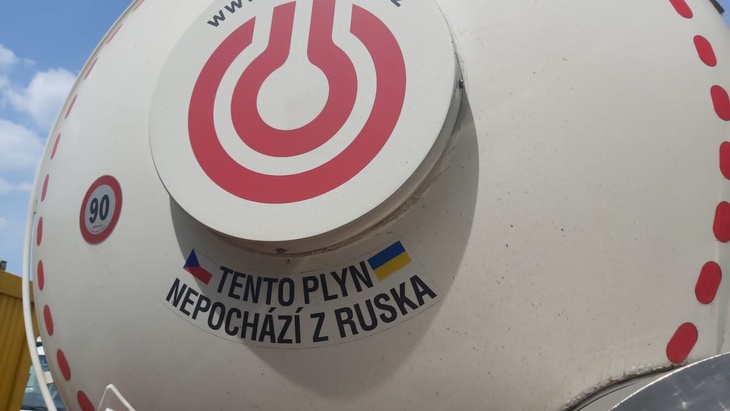 90
TENTO PLYN
NEPOCHÁZÍ Z RUSKA